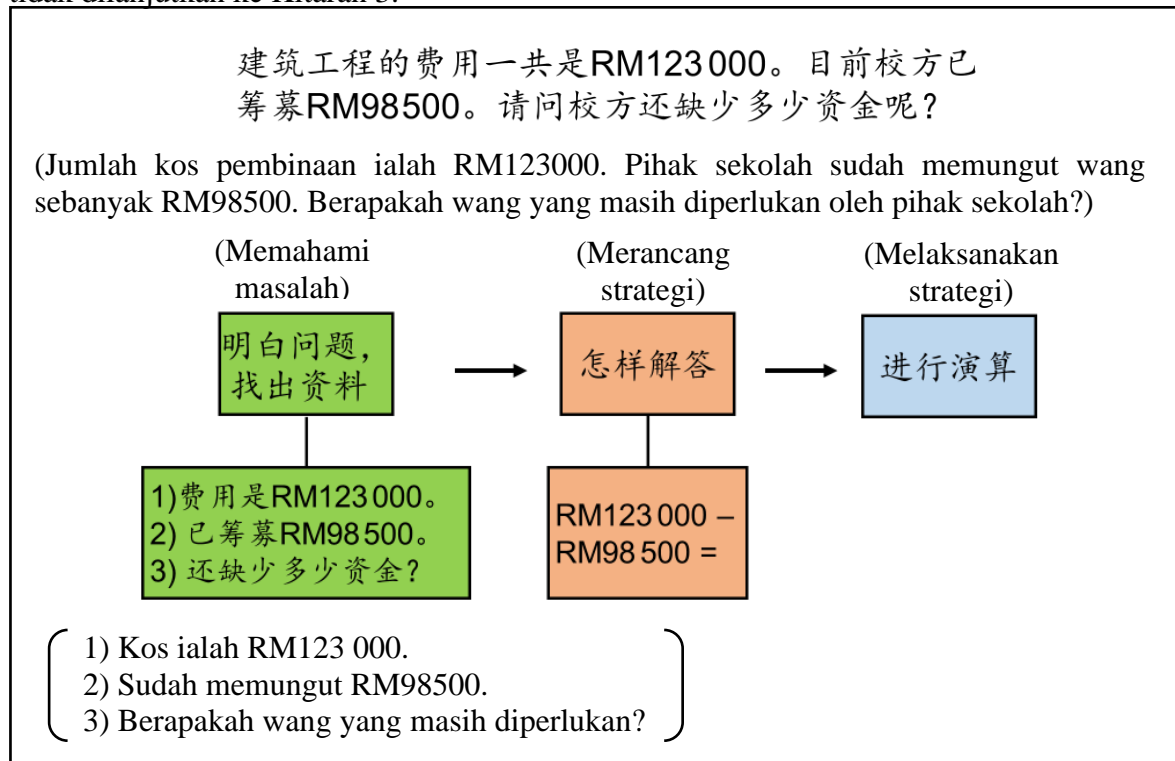 tidak dilanjutkan ke Kitaran 3.
建筑工程的费用一共是RM123 000。目前校方已
筹募RM98500。请问校方还缺少多少资金呢?
(Jumlah kos pembinaan ialah RM123000. Pihak sekolah sudah memungut wang
sebanyak RM98500. Berapakah wang yang masih diperlukan oleh pihak sekolah?)
(Memahami
masalah)
(Merancang
strategi)
(Melaksanakan
strategi)
明白问题,
找出资料
怎样解答
进行演算
1)费用是RM123 000。
2) 已筹募RM98 500。
3) 还缺少多少资金?
RM123 000 –
RM98 500 =
1) Kos ialah RM123 000.
2) Sudah memungut RM98500.
3) Berapakah wang yang masih diperlukan?